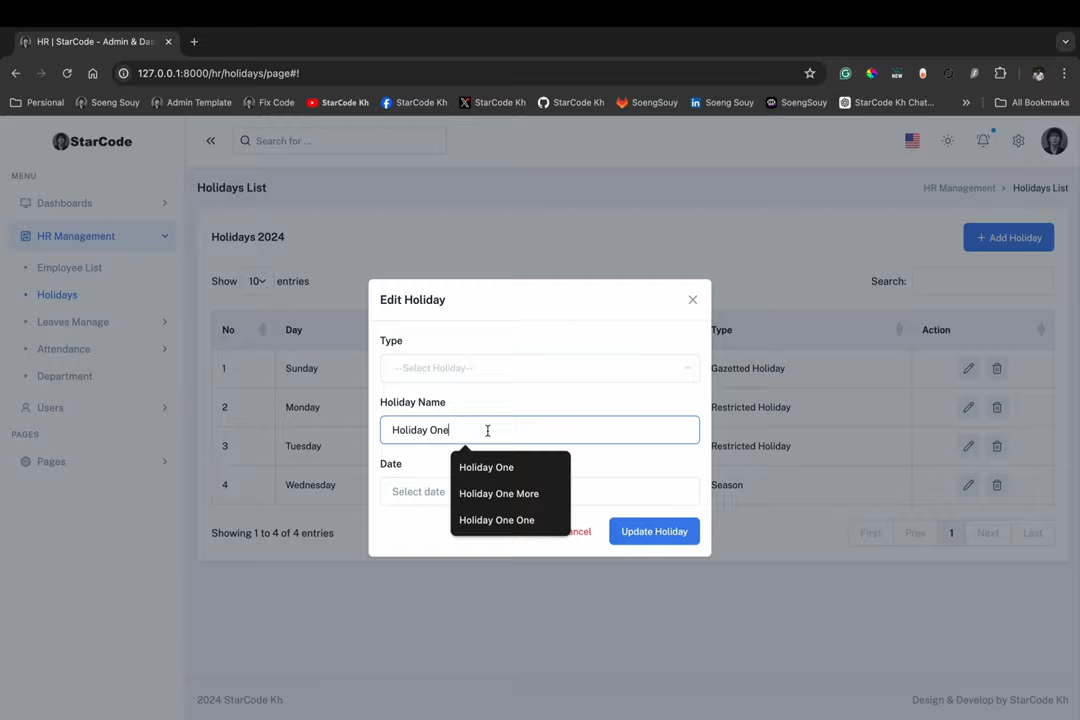 HR | StarCode - Admin & Das
127.0.0.1:8000/hr/holidays/page#!
Personal Soeng Souy Admin Template Fix Code StarCode Kh StarCode Kh StarCode Kh StarCode Kh SoengSouy Soeng Souy SoengSouy StarCode Kh Chat... All Bookmarks
StarCode
Search for ...
MENU
Dashboards
HR Management
Employee List
Holidays
Leaves Manage
Attendance
Department
Users
PAGES
Pages
Holidays List
HR Management Holidays List
Holidays 2024
+ Add Holiday
Show 10 entries
Search:
No Day Type Action
1 Sunday Gazetted Holiday
2 Monday Restricted Holiday
3 Tuesday Restricted Holiday
4 Wednesday Season
Showing 1 to 4 of 4 entries
First Prev 1 Next Last
Edit Holiday
Type
--Select Holiday--
Holiday Name
Holiday One
Holiday One
Holiday One More
Holiday One One
Date
Select date
ancel
Update Holiday
2024 StarCode Kh
Design & Develop by StarCode Kh